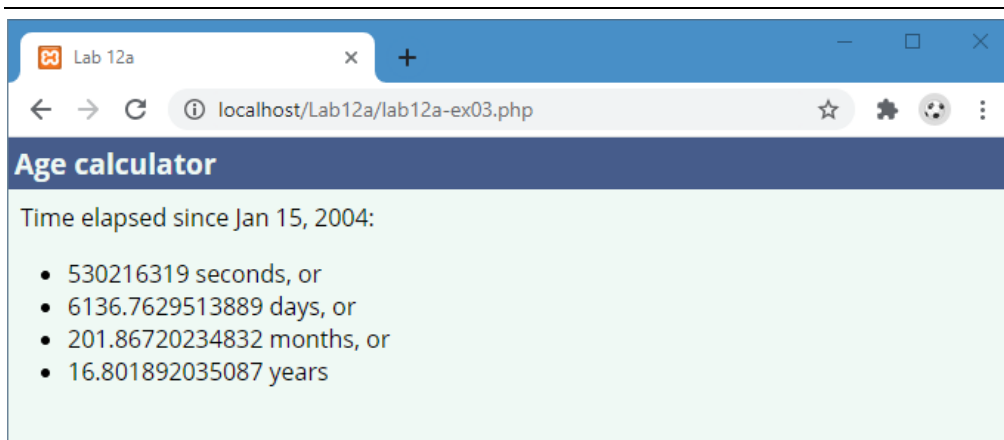 Lab 12a
localhost/Lab12a/lab12a-ex03.php
Age calculator
Time elapsed since Jan 15, 2004:
• 530216319 seconds, or
• 6136.7629513889 days, or
• 201.86720234832 months, or
• 16.801892035087 years